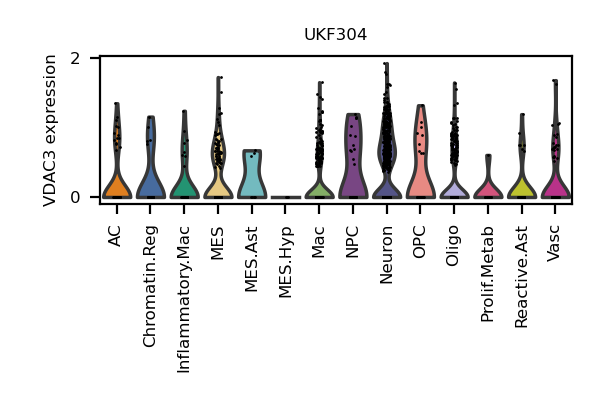 UKF304
VDAC3 expression
2
0
AC
Chromatin.Reg
Inflammatory.Mac
MES
MES.Ast
MES.Hyp
Mac
NPC
Neuron
OPC
Oligo
Prolif.Metab
Reactive.Ast
Vasc